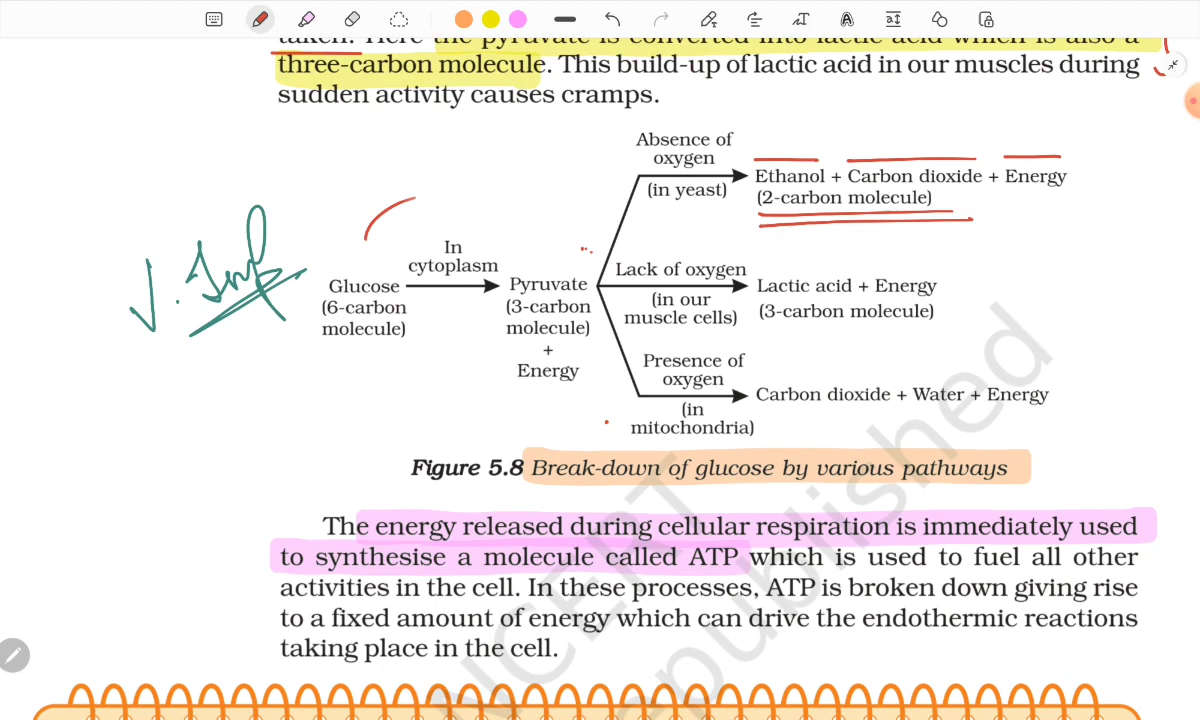 taken. Here the pyruvate is converted into lactic acid which is also a
three-carbon molecule. This build-up of lactic acid in our muscles during
sudden activity causes cramps.
Absence of
oxygen
(in yeast)
Ethanol + Carbon dioxide + Energy
(2-carbon molecule)
V. Imp
In
cytoplasm
Glucose
(6-carbon
molecule)
Pyruvate
(3-carbon
molecule)
+
Energy
Lack of oxygen
(in our
muscle cells)
Lactic acid + Energy
(3-carbon molecule)
Presence of
oxygen
(in
mitochondria)
Carbon dioxide + Water + Energy
Figure 5.8 Break-down of glucose by various pathways
The energy released during cellular respiration is immediately used
to synthesise a molecule called ATP which is used to fuel all other
activities in the cell. In these processes, ATP is broken down giving rise
to a fixed amount of energy which can drive the endothermic reactions
taking place in the cell.
NCERT
republished